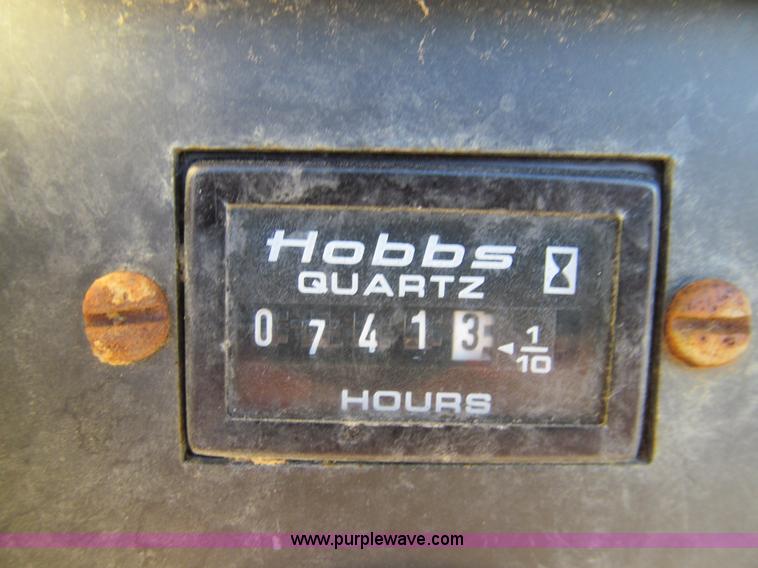 Hobbs
QUARTZ
0 7 4 1 3 ◄ 1/10
HOURS
www.purplewave.com